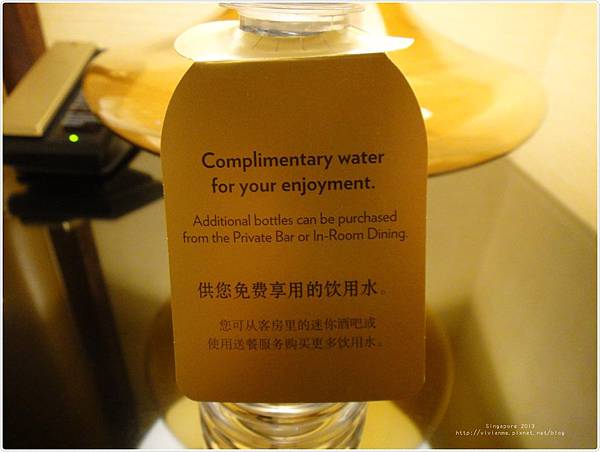 Complimentary water
for your enjoyment.
Additional bottles can be purchased
from the Private Bar or In-Room Dining.
供您免费享用的饮用水。
您可从客房里的迷你酒吧或
使用送餐服务购买更多饮用水。
Singapore 2013
http://vivianna.pixnet.net/blog